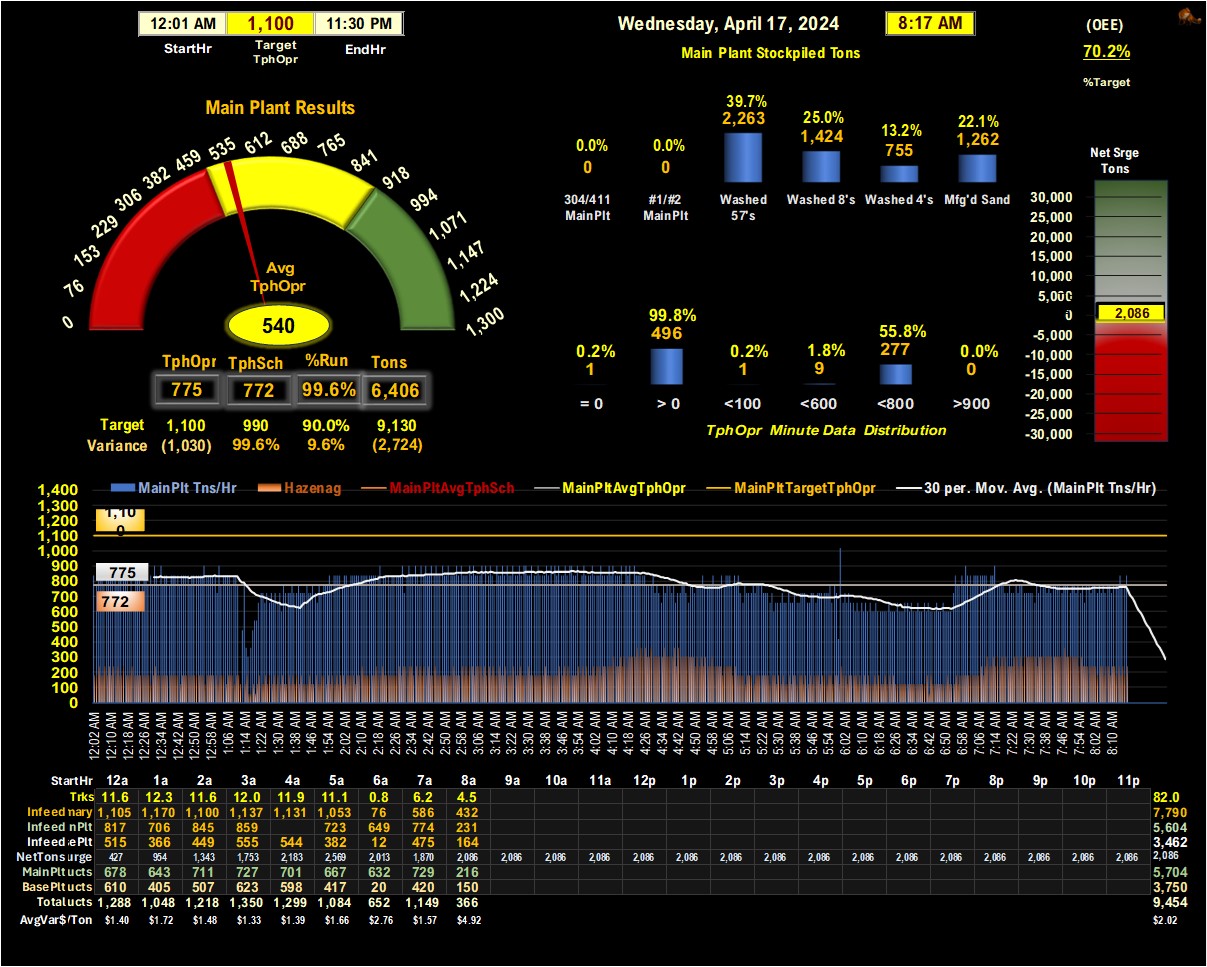 12:01 AM 1,100 11:30 PM
StartHr Target TphOpr EndHr
Wednesday, April 17, 2024 8:17 AM
Main Plant Stockpiled Tons
(OEE)
70.2%
%Target
Main Plant Results
0 76 153 229 306 382 459 535 612 688 765 841 918 994 1,071 1,147 1,224 1,300
Avg
TphOpr
540
TphOpr TphSch %Run Tons
775 772 99.6% 6,406
Target 1,100 990 90.0% 9,130
Variance (1,030) 99.6% 9.6% (2,724)
0.0% 0.0% 39.7% 25.0% 13.2% 22.1%
0 0 2,263 1,424 755 1,262
304/411 MainPlt #1/#2 MainPlt Washed 57's Washed 8's Washed 4's Mfg'd Sand
0.2% 99.8% 0.2% 1.8% 55.8% 0.0%
1 496 1 9 277 0
= 0 > 0 <100 <600 <800 >900
TphOpr Minute Data Distribution
Net Srge
Tons
30,000
25,000
20,000
15,000
10,000
5,000
0
2,086
-5,000
-10,000
-15,000
-20,000
-25,000
-30,000
MainPlt Tns/Hr Hazenag MainPltAvgTphSch MainPltAvgTphOpr MainPltTargetTphOpr 30 per. Mov. Avg. (MainPlt Tns/Hr)
1,400
1,300
1,200
1,100
1,000
900
800
700
600
500
400
300
200
100
0
1,10
0
775
772
12:02 AM 12:10 AM 12:18 AM 12:26 AM 12:34 AM 12:42 AM 12:50 AM 12:58 AM 1:06 AM 1:14 AM 1:22 AM 1:30 AM 1:38 AM 1:46 AM 1:54 AM 2:02 AM 2:10 AM 2:18 AM 2:26 AM 2:34 AM 2:42 AM 2:50 AM 2:58 AM 3:06 AM 3:14 AM 3:22 AM 3:30 AM 3:38 AM 3:46 AM 3:54 AM 4:02 AM 4:10 AM 4:18 AM 4:26 AM 4:34 AM 4:42 AM 4:50 AM 4:58 AM 5:06 AM 5:14 AM 5:22 AM 5:30 AM 5:38 AM 5:46 AM 5:54 AM 6:02 AM 6:10 AM 6:18 AM 6:26 AM 6:34 AM 6:42 AM 6:50 AM 6:58 AM 7:06 AM 7:14 AM 7:22 AM 7:30 AM 7:38 AM 7:46 AM 7:54 AM 8:02 AM 8:10 AM
StartHr 12a 1a 2a 3a 4a 5a 6a 7a 8a 9a 10a 11a 12p 1p 2p 3p 4p 5p 6p 7p 8p 9p 10p 11p
Trks 11.6 12.3 11.6 12.0 11.9 11.1 0.8 6.2 4.5 82.0
Infeed mary 1,105 1,170 1,100 1,137 1,131 1,053 76 586 432 7,790
Infeed nPlt 817 706 845 859 723 649 774 231 5,604
Infeed ePlt 515 366 449 555 544 382 12 475 164 3,462
NetTons urge 427 954 1,343 1,753 2,183 2,569 2,013 1,870 2,086 2,086 2,086 2,086 2,086 2,086 2,086 2,086 2,086 2,086 2,086 2,086 2,086 2,086 2,086 2,086 2,086
MainPlt ucts 678 643 711 727 701 667 632 729 216 5,704
BasePlt ucts 610 405 507 623 598 417 20 420 150 3,750
Total ucts 1,288 1,048 1,218 1,350 1,299 1,084 652 1,149 366 9,454
AvgVar$/Ton $1.40 $1.72 $1.48 $1.33 $1.39 $1.66 $2.76 $1.57 $4.92 $2.02